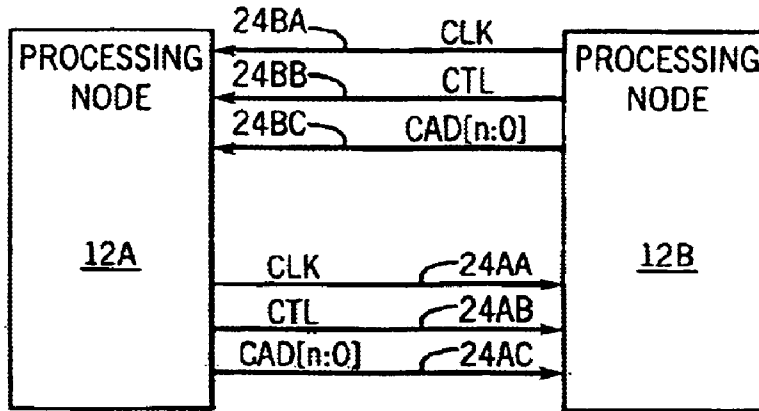 PROCESSING
NODE
12A
24BA
CLK
24BB
CTL
24BC
CAD[n:0]
CLK
24AA
CTL
24AB
CAD[n:0]
24AC
PROCESSING
NODE
12B